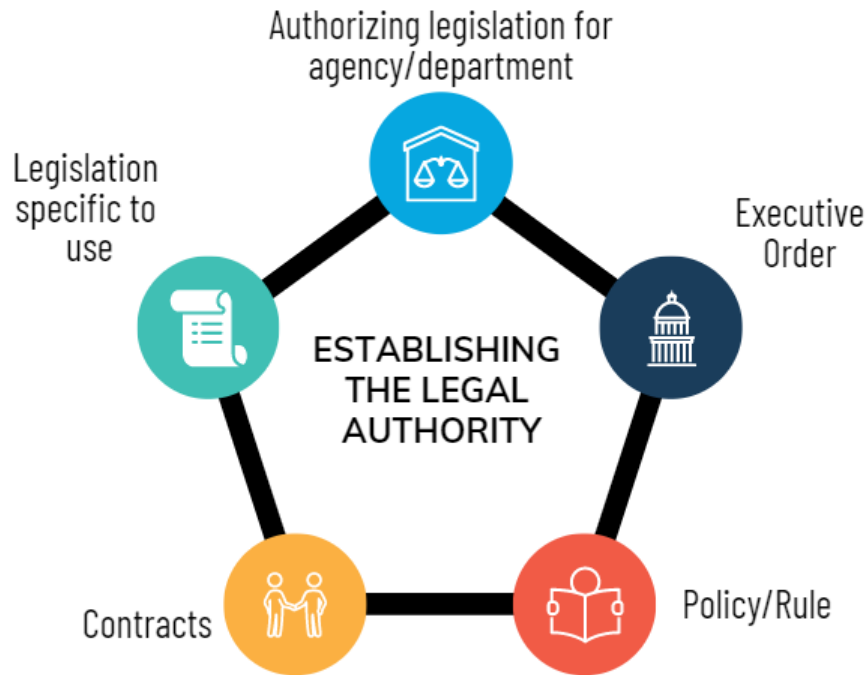 Authorizing legislation for
agency/department
Legislation
specific to
use
Executive
Order
ESTABLISHING
THE LEGAL
AUTHORITY
Contracts
Policy/Rule